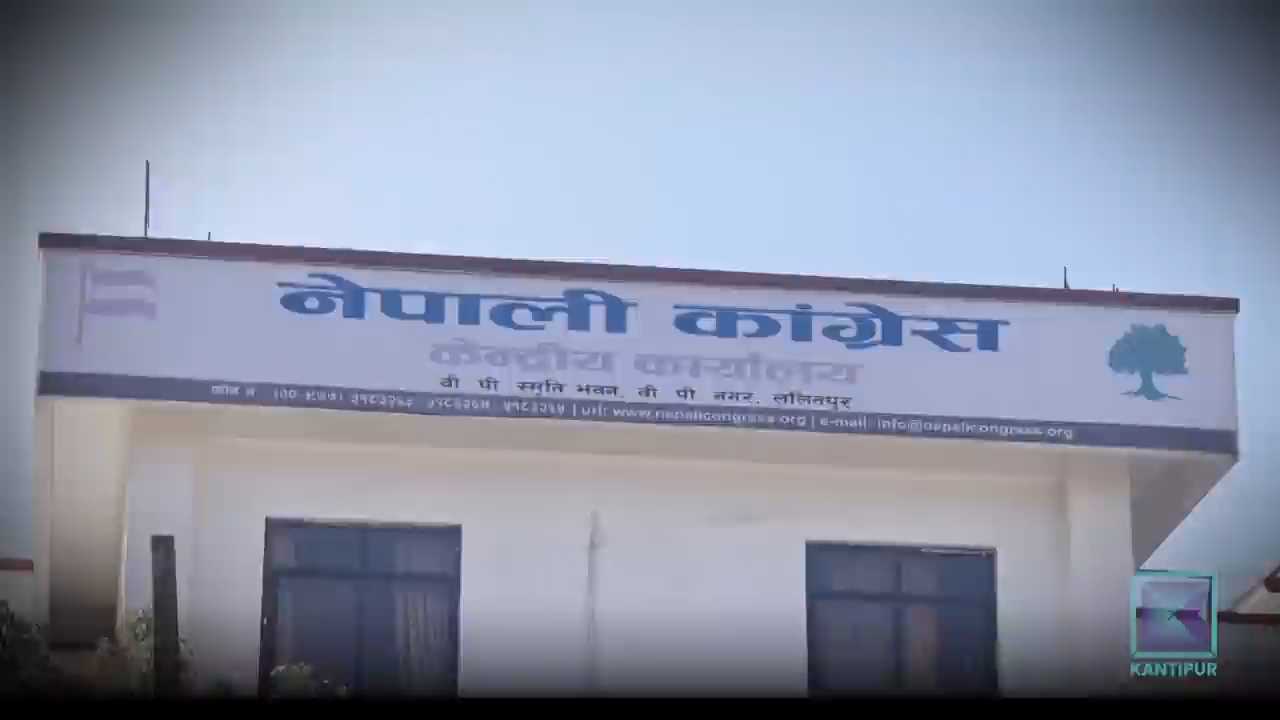 नेपाली कांग्रेस
केन्द्रीय कार्यालय
वी पी स्मृति भवन, वी पी नगर, ललितपुर
फोन नं | url: www.nepalicongress.org | e-mail: info@nepalicongress.org
KANTIPUR